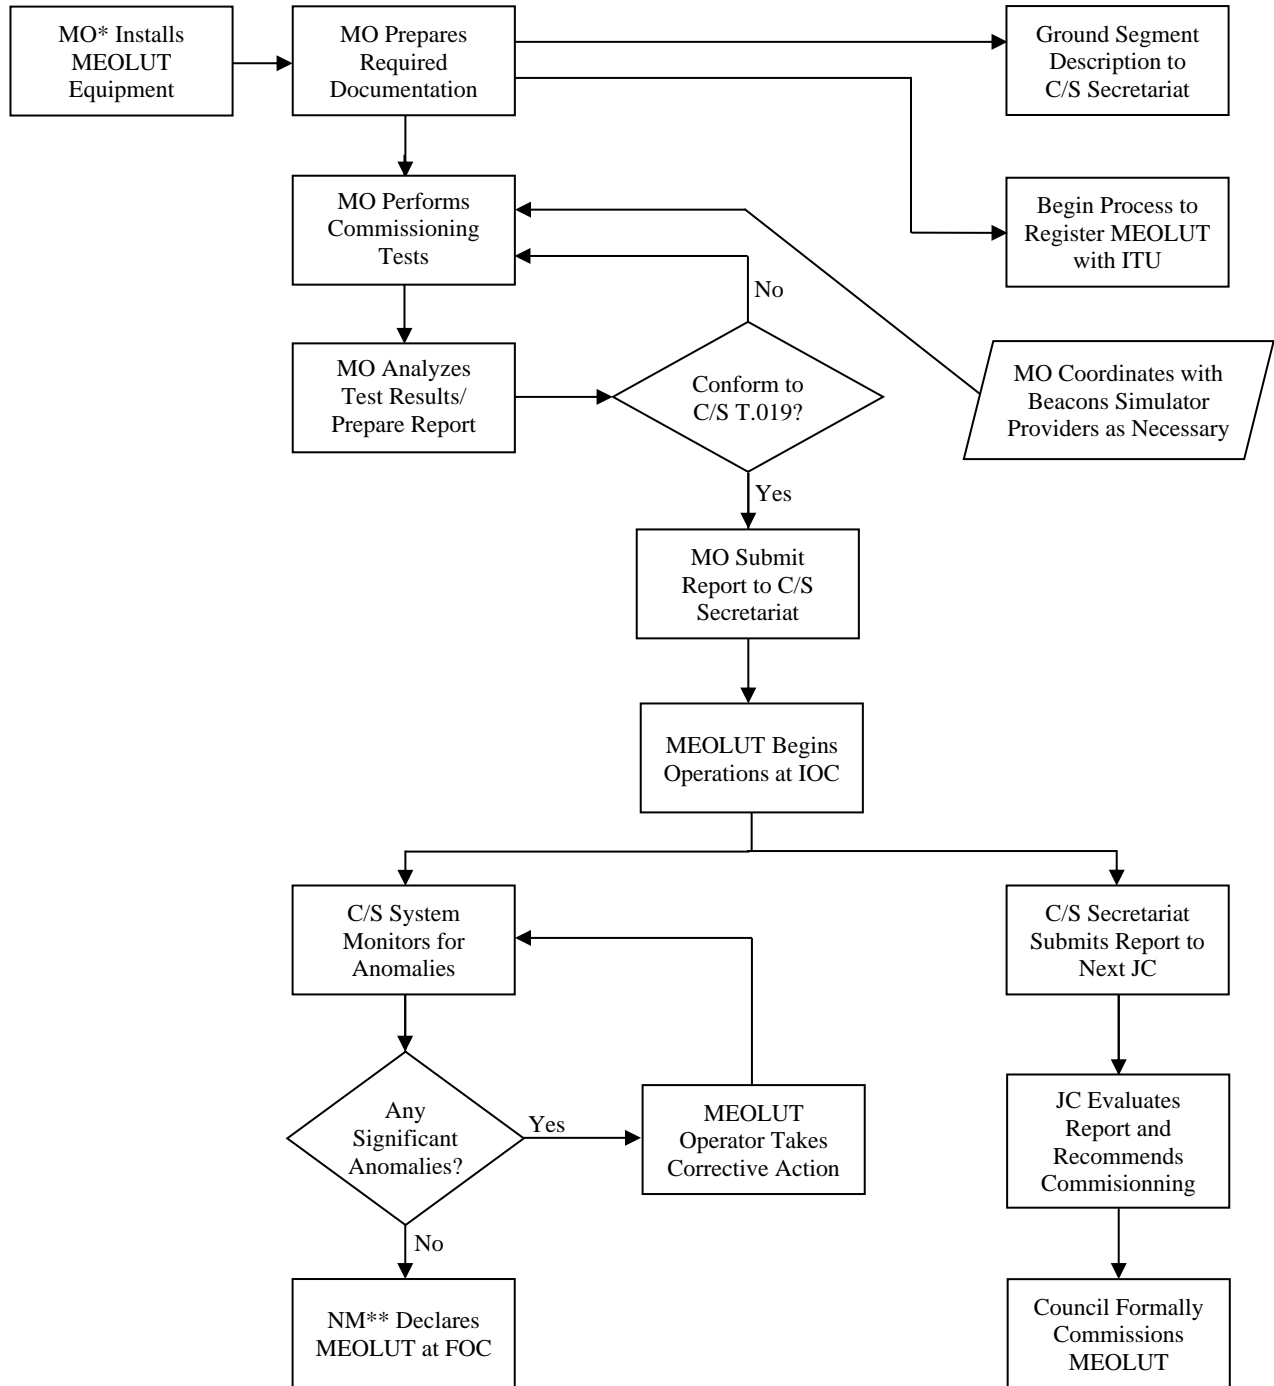 MO* Installs
MEOLUT
Equipment
MO Prepares
Required
Documentation
Ground Segment
Description to
C/S Secretariat
MO Performs
Commissioning
Tests
Begin Process to
Register MEOLUT
with ITU
No
MO Analyzes
Test Results/
Prepare Report
Conform to
C/S T.019?
MO Coordinates with
Beacons Simulator
Providers as Necessary
Yes
MO Submit
Report to C/S
Secretariat
MEOLUT Begins
Operations at IOC
C/S System
Monitors for
Anomalies
C/S Secretariat
Submits Report to
Next JC
Any
Significant
Anomalies?
Yes
MEOLUT
Operator Takes
Corrective Action
JC Evaluates
Report and
Recommends
Commisionning
No
NM** Declares
MEOLUT at FOC
Council Formally
Commissions
MEOLUT